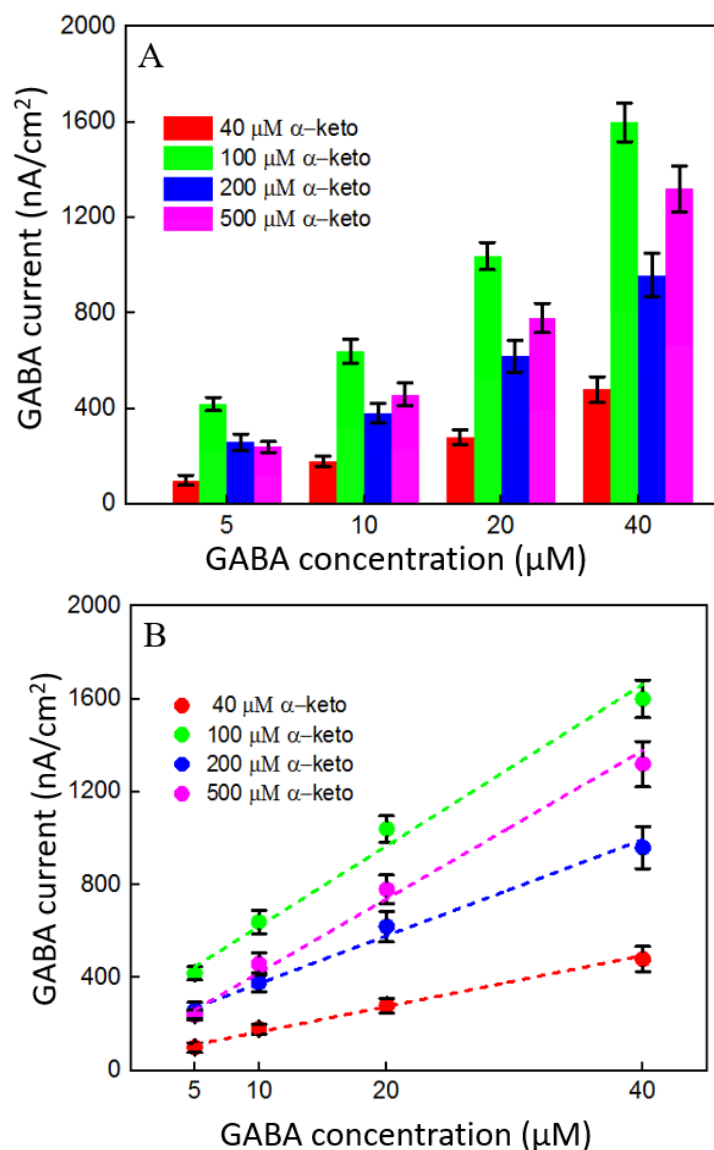 A
2000
1600
1200
800
400
0
GABA current (nA/cm²)
40 μM α–keto
100 μM α–keto
200 μM α–keto
500 μM α–keto
5 10 20 40
GABA concentration (μM)
B
2000
1600
1200
800
400
0
GABA current (nA/cm²)
40 μM α–keto
100 μM α–keto
200 μM α–keto
500 μM α–keto
5 10 20 40
GABA concentration (μM)